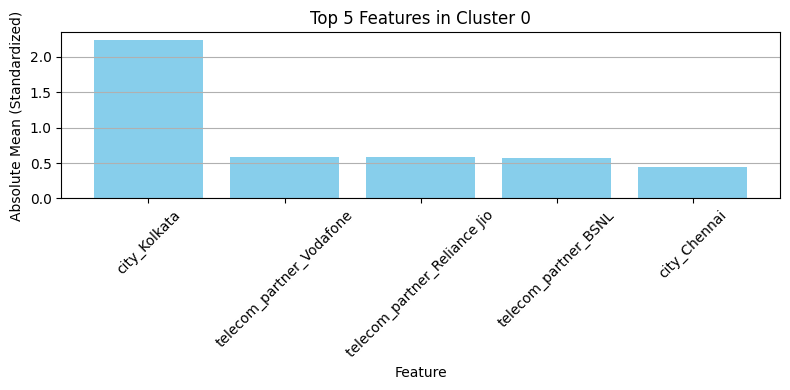 Top 5 Features in Cluster 0
Absolute Mean (Standardized)
2.0
1.5
1.0
0.5
0.0
city_Kolkata
telecom_partner_Vodafone
telecom_partner_Reliance Jio
telecom_partner_BSNL
city_Chennai
Feature